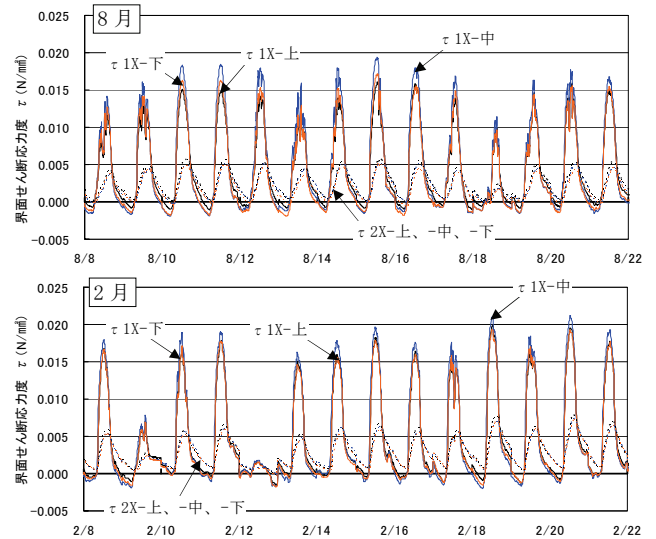 8月
界面せん断応力度 τ (N/㎟)
0.025
0.020
0.015
0.010
0.005
0.000
-0.005
τ 1X-下
τ 1X-上
τ 1X-中
τ 2X-上、-中、-下
8/8 8/10 8/12 8/14 8/16 8/18 8/20 8/22
2月
界面せん断応力度 τ (N/㎟)
0.025
0.020
0.015
0.010
0.005
0.000
-0.005
τ 1X-下
τ 1X-上
τ 1X-中
τ 2X-上、-中、-下
2/8 2/10 2/12 2/14 2/16 2/18 2/20 2/22